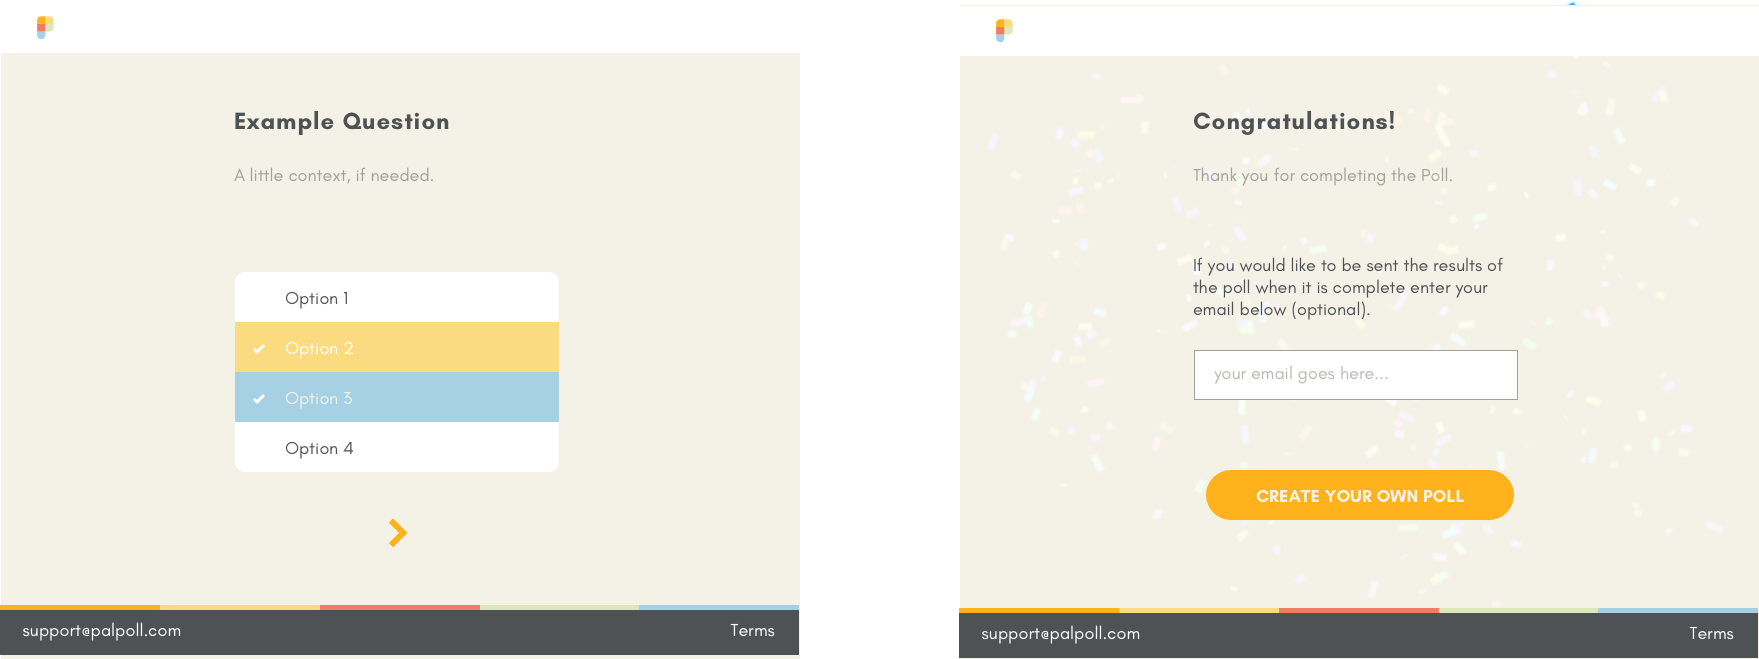 Example Question
A little context, if needed.
Option 1
Option 2
Option 3
Option 4
support@palpoll.com
Terms
Congratulations!
Thank you for completing the Poll.
If you would like to be sent the results of
the poll when it is complete enter your
email below (optional).
your email goes here...
CREATE YOUR OWN POLL
support@palpoll.com
Terms